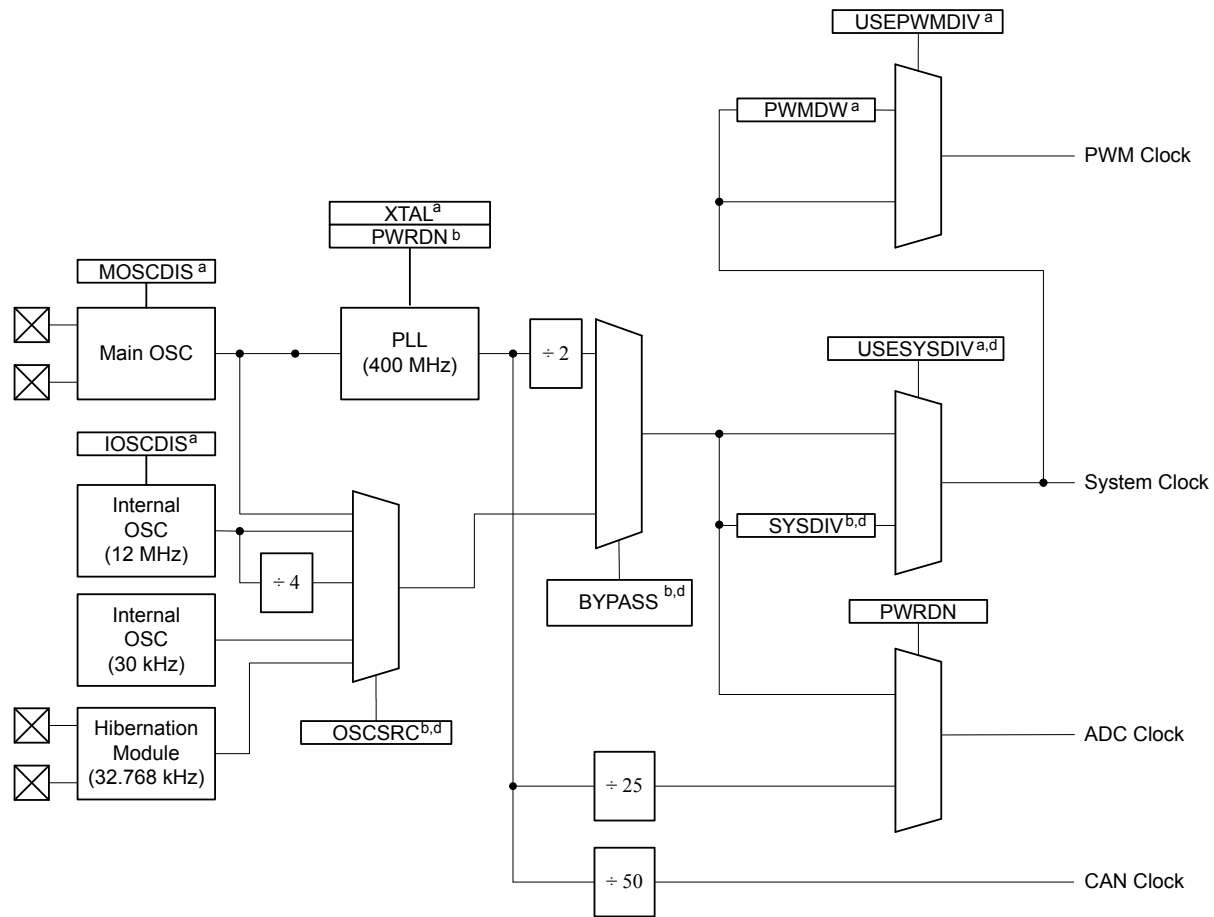 USEPWMDIV a
PWMDW a
PWM Clock
XTAL a
PWRDN b
MOSCDIS a
Main OSC
PLL
(400 MHz)
÷ 2
USESYSDIV a,d
IOSCDIS a
Internal
OSC
(12 MHz)
÷ 4
System Clock
SYSDIV b,d
BYPASS b,d
Internal
OSC
(30 kHz)
PWRDN
OSCSRC b,d
Hibernation
Module
(32.768 kHz)
ADC Clock
÷ 25
÷ 50
CAN Clock